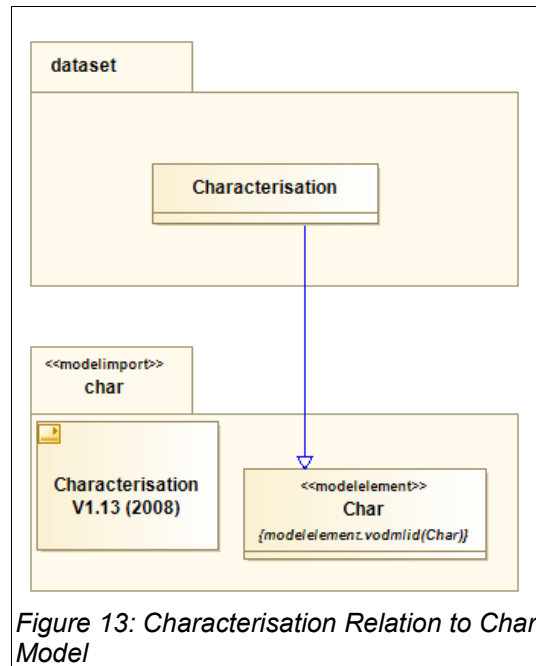 dataset
Characterisation
<<modelimport>>
char
Characterisation
V1.13 (2008)
<<modelelement>>
Char
{modelelement.vodmlid(Char)}
Figure 13: Characterisation Relation to Char
Model